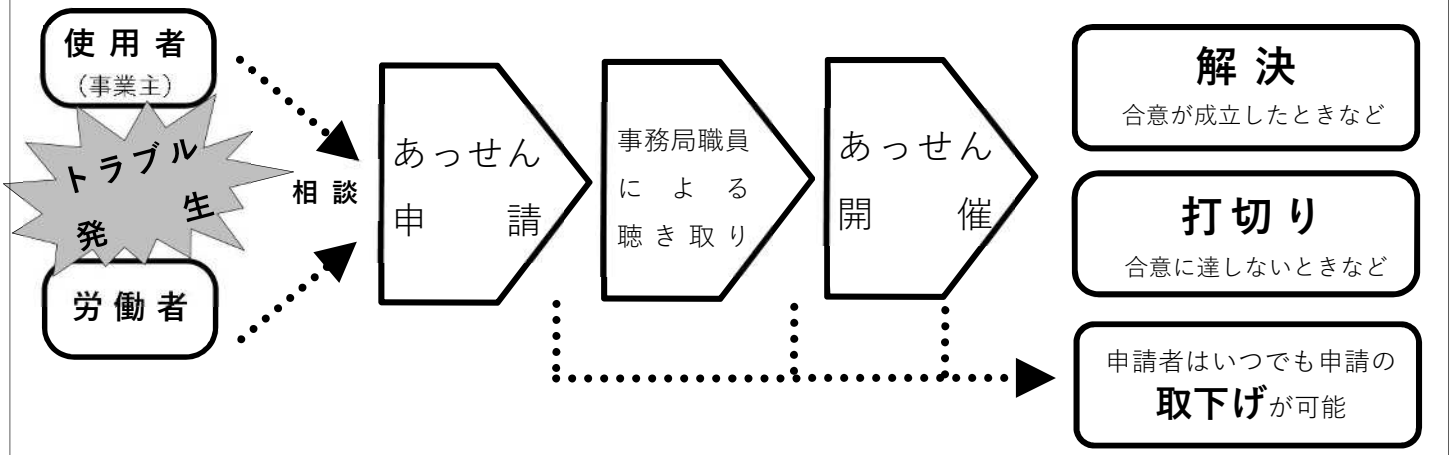 使用者
(事業主)
トラブル
発生
労働者
相談
あっせん
申請
事務局職員
による
聴き取り
あっせん
開催
解決
合意が成立したときなど
打切り
合意に達しないときなど
申請者はいつでも申請の
取下げが可能